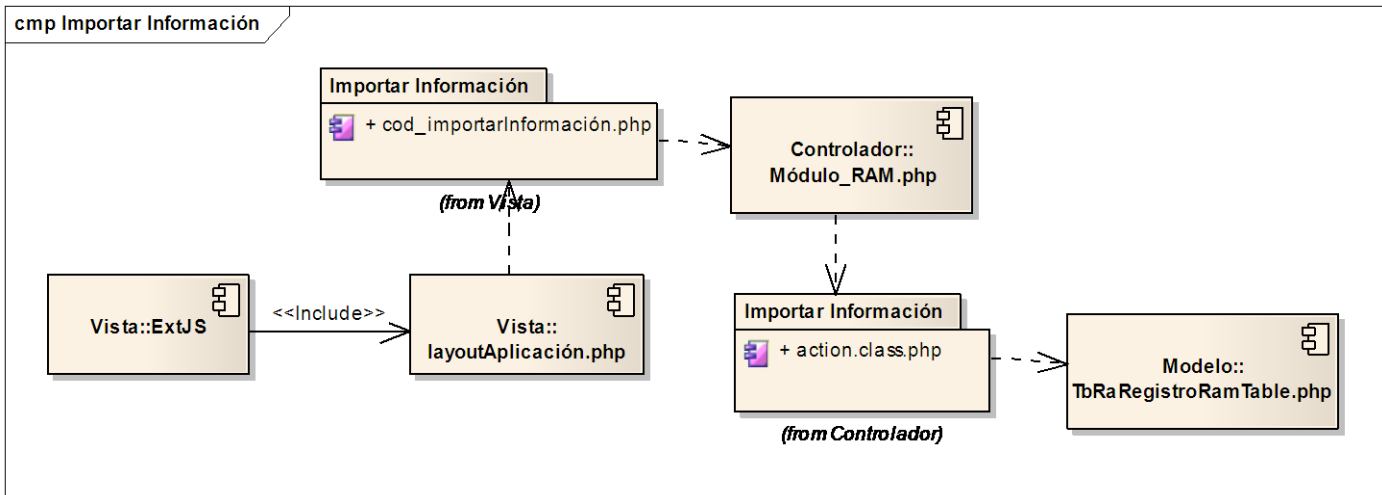 cmp Importar Información
Importar Información
+ cod_importarInformación.php
(from Vista)
Controlador::
Módulo_RAM.php
Vista::ExtJS
<<Include>>
Vista::
layoutAplicación.php
Importar Información
+ action.class.php
(from Controlador)
Modelo::
TbRaRegistroRamTable.php